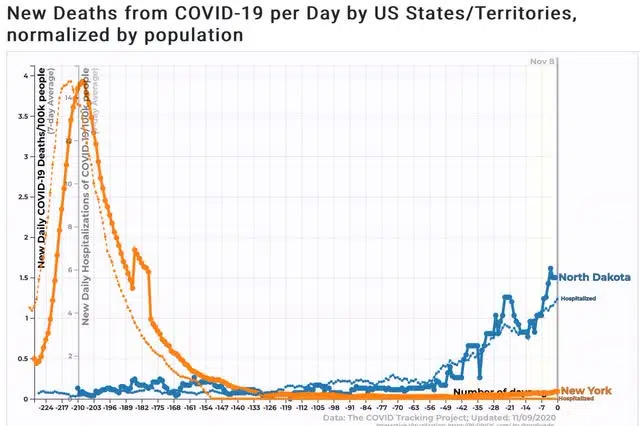 New Deaths from COVID-19 per Day by US States/Territories,
normalized by population
Nov 8
New Daily COVID-19 Deaths/100k people
(7-day Average)
New Daily Hospitalizations of COVID-19/100k people
(7-day Average)
4
3.5
3
2.5
2
1.5
1
0.5
0
14
10
8
6
4
2
North Dakota
Hospitalized
New York
Hospitalized
Number of days
-224 -217 -210 -203 -196 -189 -182 -175 -168 -161 -154 -147 -140 -133 -126 -119 -112 -105 -98 -91 -84 -77 -70 -63 -56 -49 -42 -35 -28 -21 -14 -7 0
Data: The COVID Tracking Project; Updated: 11/09/2020